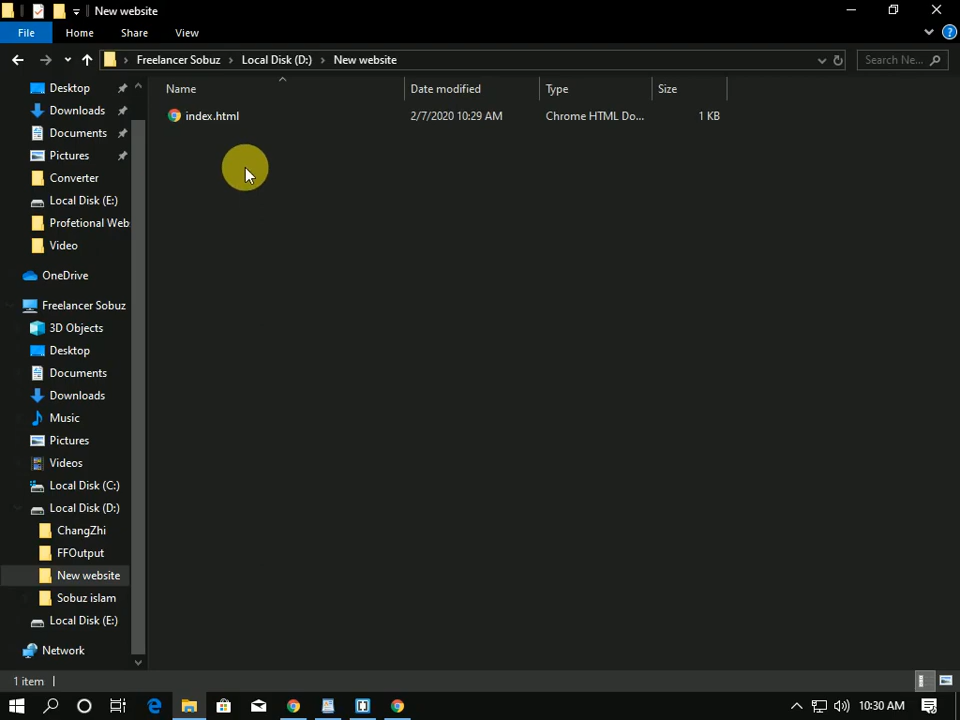 New website
File Home Share View
Freelancer Sobuz Local Disk (D:) New website Search Ne...
Name Date modified Type Size
index.html 2/7/2020 10:29 AM Chrome HTML Do... 1 KB
Desktop
Downloads
Documents
Pictures
Converter
Local Disk (E:)
Profetional Web
Video
OneDrive
Freelancer Sobuz
3D Objects
Desktop
Documents
Downloads
Music
Pictures
Videos
Local Disk (C:)
Local Disk (D:)
ChangZhi
FFOutput
New website
Sobuz islam
Local Disk (E:)
Network
1 item
10:30 AM